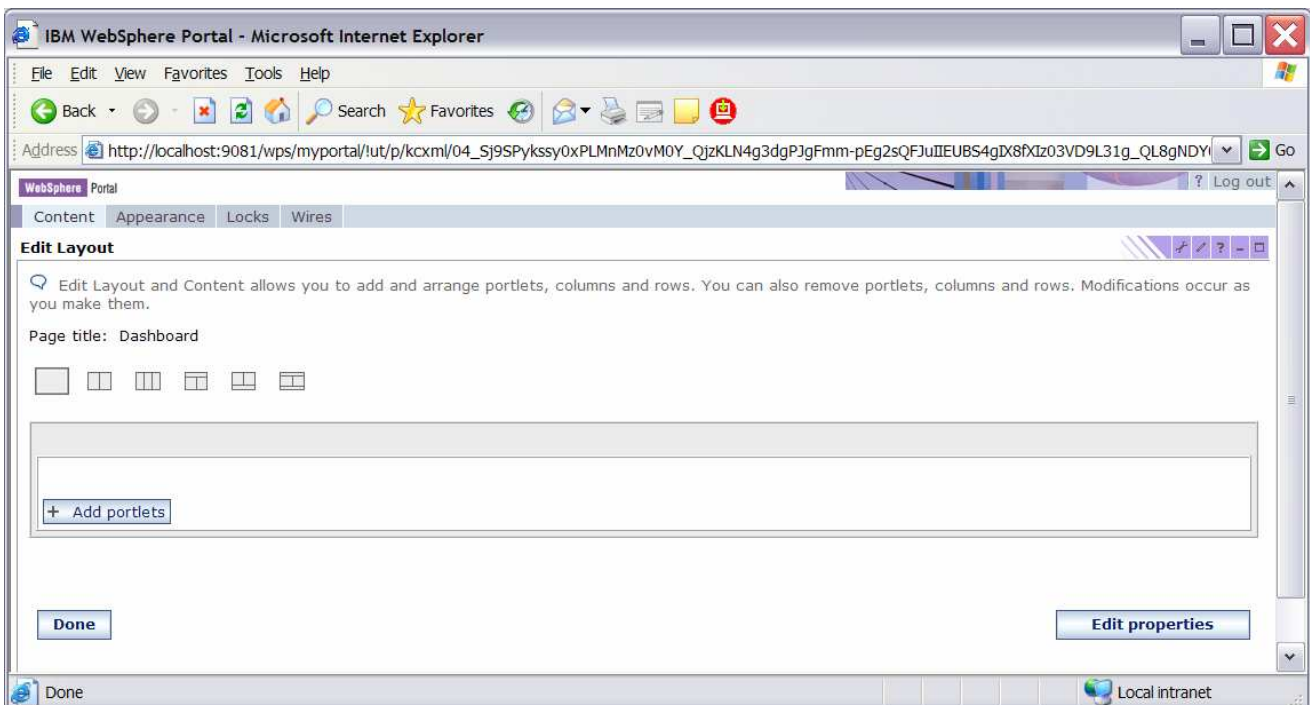 IBM WebSphere Portal - Microsoft Internet Explorer
File Edit View Favorites Tools Help
Back Search Favorites
Address http://localhost:9081/wps/myportal/!ut/p/kcxml/ Go
WebSphere Portal ? Log out
Content Appearance Locks Wires
Edit Layout ?
Edit Layout and Content allows you to add and arrange portlets, columns and rows. You can also remove portlets, columns and rows. Modifications occur as
you make them.
Page title: Dashboard
+ Add portlets
Done Edit properties
Done Local intranet